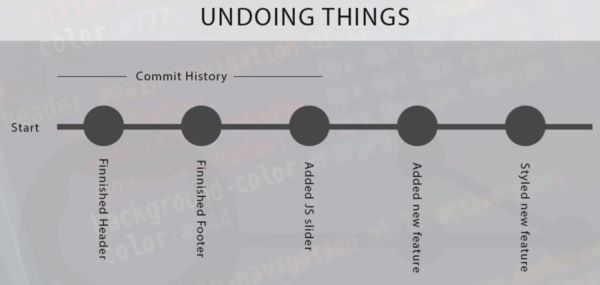 UNDOING THINGS
Commit History
Start
Finnished Header
Finnished Footer
Added JS slider
Added new feature
Styled new feature